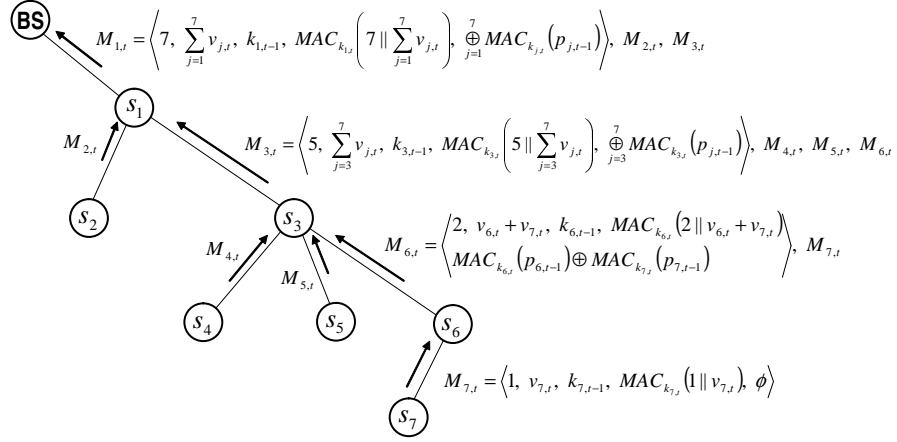 BS
M_{1,t} = ⟨7, ∑_{j=1}^{7} v_{j,t}, k_{1,t-1}, MAC_{k_{1,t}}(7 || ∑_{j=1}^{7} v_{j,t}), ⊕_{j=1}^{7} MAC_{k_{j,t}}(p_{j,t-1})⟩, M_{2,t}, M_{3,t}
s_1
M_{2,t}
M_{3,t} = ⟨5, ∑_{j=3}^{7} v_{j,t}, k_{3,t-1}, MAC_{k_{3,t}}(5 || ∑_{j=3}^{7} v_{j,t}), ⊕_{j=3}^{7} MAC_{k_{3,t}}(p_{j,t-1})⟩, M_{4,t}, M_{5,t}, M_{6,t}
s_2
s_3
M_{4,t}
M_{5,t}
M_{6,t} = ⟨2, v_{6,t} + v_{7,t}, k_{6,t-1}, MAC_{k_{6,t}}(2 || v_{6,t} + v_{7,t})
MAC_{k_{6,t}}(p_{6,t-1}) ⊕ MAC_{k_{7,t}}(p_{7,t-1})⟩, M_{7,t}
s_4
s_5
s_6
M_{7,t} = ⟨1, v_{7,t}, k_{7,t-1}, MAC_{k_{7,t}}(1 || v_{7,t}), ϕ⟩
s_7